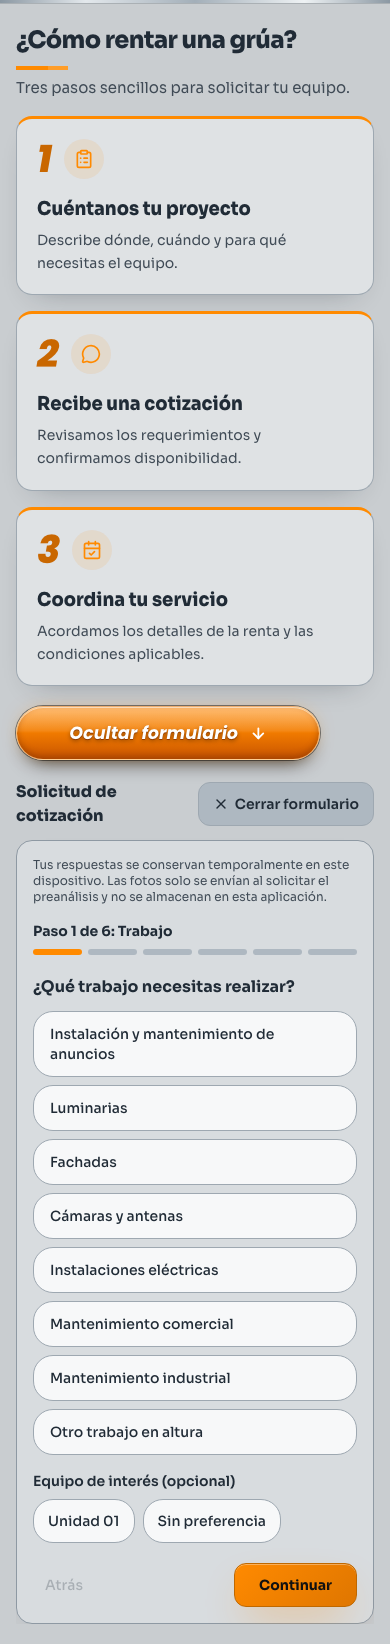 ¿Cómo rentar una grúa?
Tres pasos sencillos para solicitar tu equipo.
1
Cuéntanos tu proyecto
Describe dónde, cuándo y para qué
necesitas el equipo.
2
Recibe una cotización
Revisamos los requerimientos y
confirmamos disponibilidad.
3
Coordina tu servicio
Acordamos los detalles de la renta y las
condiciones aplicables.
Ocultar formulario ↓
Solicitud de
cotización
× Cerrar formulario
Tus respuestas se conservan temporalmente en este
dispositivo. Las fotos solo se envían al solicitar el
preanálisis y no se almacenan en esta aplicación.
Paso 1 de 6: Trabajo
¿Qué trabajo necesitas realizar?
Instalación y mantenimiento de
anuncios
Luminarias
Fachadas
Cámaras y antenas
Instalaciones eléctricas
Mantenimiento comercial
Mantenimiento industrial
Otro trabajo en altura
Equipo de interés (opcional)
Unidad 01 Sin preferencia
Atrás Continuar